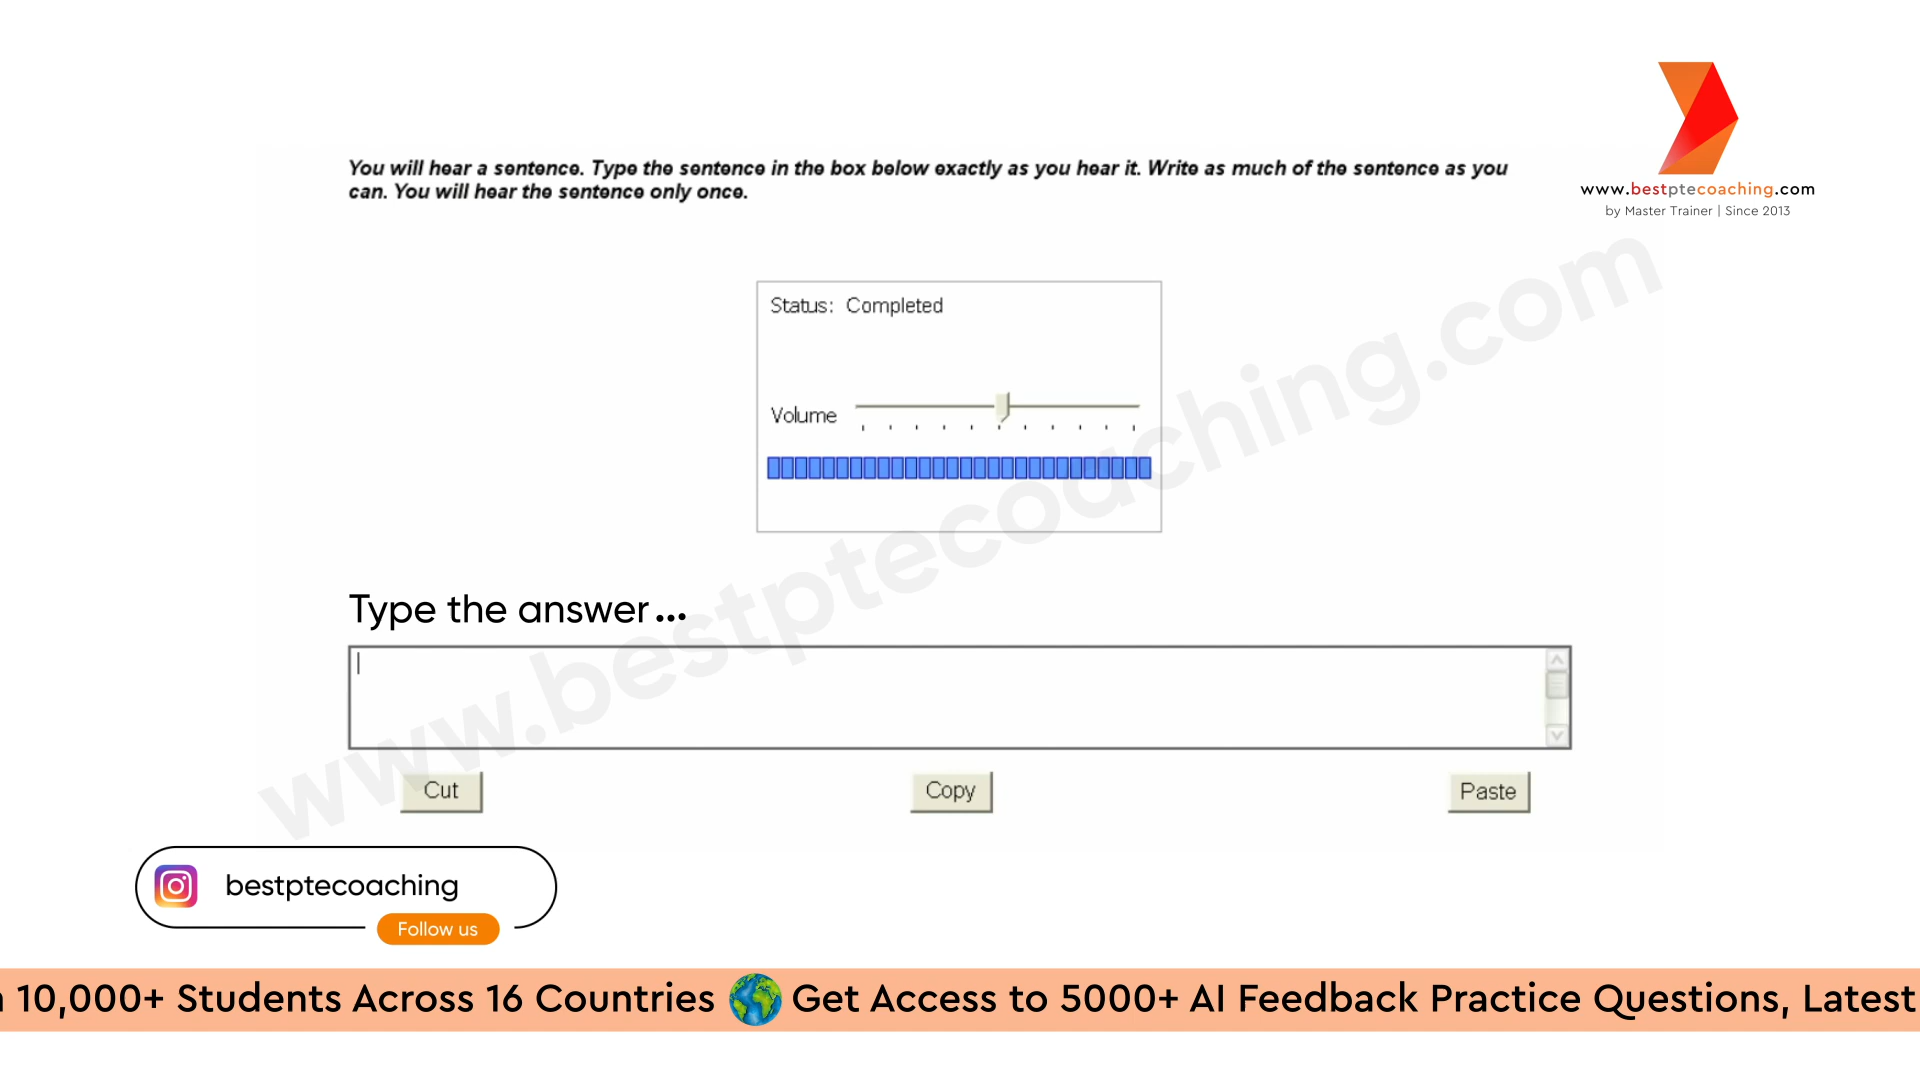 You will hear a sentence. Type the sentence in the box below exactly as you hear it. Write as much of the sentence as you
can. You will hear the sentence only once.
www.bestptecoaching.com
by Master Trainer | Since 2013
Status: Completed
Volume
www.bestptecoaching.com
Type the answer...
Cut
Copy
Paste
bestptecoaching
Follow us
10,000+ Students Across 16 Countries Get Access to 5000+ AI Feedback Practice Questions, Latest